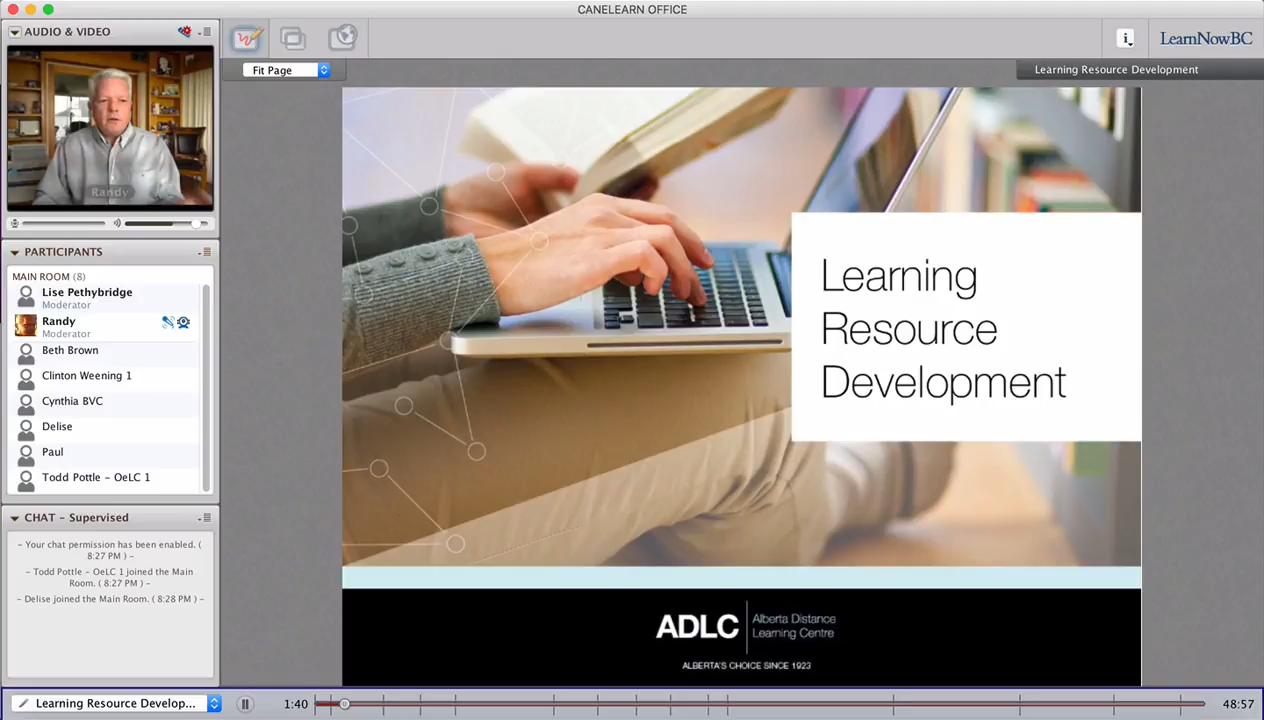 CANELEARN OFFICE
AUDIO & VIDEO
Randy
PARTICIPANTS
MAIN ROOM (8)
Lise Pethybridge
Moderator
Randy
Moderator
Beth Brown
Clinton Weening 1
Cynthia BVC
Delise
Paul
Todd Pottle - OeLC 1
CHAT - Supervised
- Your chat permission has been enabled. (
8:27 PM ) -
- Todd Pottle - OeLC 1 joined the Main
Room. ( 8:27 PM ) -
- Delise joined the Main Room. ( 8:28 PM ) -
i
LearnNowBC
Fit Page
Learning Resource Development
Learning
Resource
Development
ADLC
Alberta Distance
Learning Centre
ALBERTA'S CHOICE SINCE 1923
Learning Resource Develop...
1:40
48:57